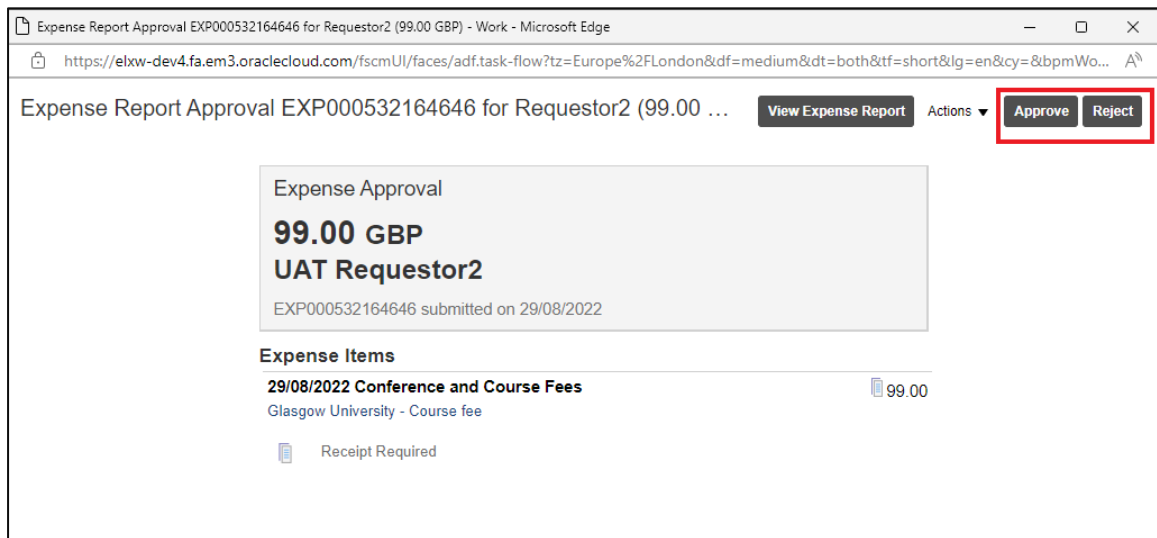 Expense Report Approval EXP000532164646 for Requestor2 (99.00 GBP) - Work - Microsoft Edge
https://elxw-dev4.fa.em3.oraclecloud.com/fscmUI/faces/adf.task-flow?tz=Europe%2FLondon&df=medium&dt=both&tf=short&lg=en&cy=&bpmWo... A
Expense Report Approval EXP000532164646 for Requestor2 (99.00 ... View Expense Report Actions ▼ Approve Reject
Expense Approval
99.00 GBP
UAT Requestor2
EXP000532164646 submitted on 29/08/2022
Expense Items
29/08/2022 Conference and Course Fees 99.00
Glasgow University - Course fee
Receipt Required